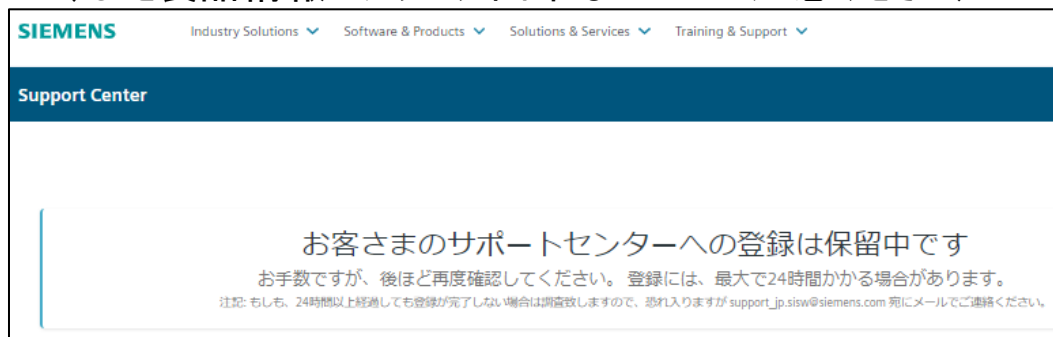 SIEMENS
Industry Solutions Software & Products Solutions & Services Training & Support
Support Center
お客さまのサポートセンターへの登録は保留中です
お手数ですが、後ほど再度確認してください。 登録には、最大で24時間かかる場合があります。
注記: もしも、24時間以上経過しても登録が完了しない場合は調査致しますので、恐れ入りますが support_jp.sisw@siemens.com 宛にメールでご連絡ください。